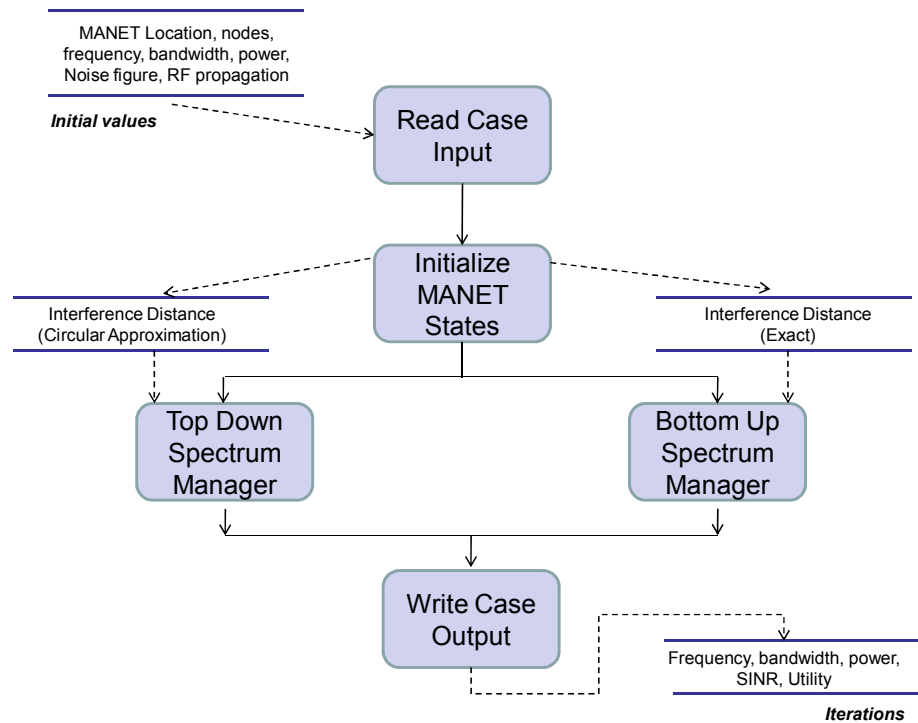 MANET Location, nodes,
frequency, bandwidth, power,
Noise figure, RF propagation
Initial values
Read Case
Input
Initialize
MANET
States
Interference Distance
(Circular Approximation)
Interference Distance
(Exact)
Top Down
Spectrum
Manager
Bottom Up
Spectrum
Manager
Write Case
Output
Frequency, bandwidth, power,
SINR, Utility
Iterations